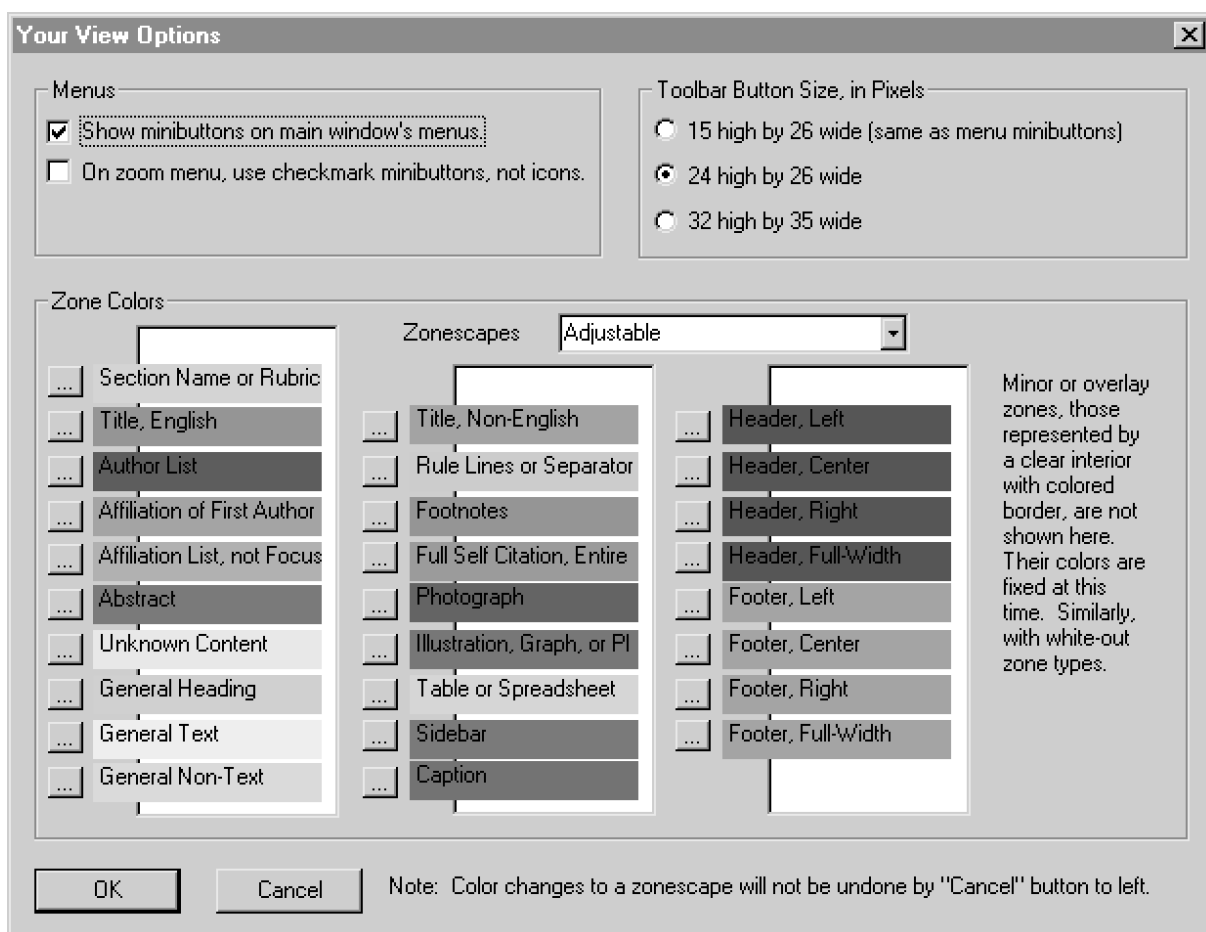 Your View Options
Menus
Show minibuttons on main window's menus.
On zoom menu, use checkmark minibuttons, not icons.
Toolbar Button Size, in Pixels
15 high by 26 wide (same as menu minibuttons)
24 high by 26 wide
32 high by 35 wide
Zone Colors
Zonescapes
Adjustable
... Section Name or Rubric
... Title, English
... Author List
... Affiliation of First Author
... Affiliation List, not Focus
... Abstract
... Unknown Content
... General Heading
... General Text
... General Non-Text
... Title, Non-English
... Rule Lines or Separator
... Footnotes
... Full Self Citation, Entire
... Photograph
... Illustration, Graph, or Pl
... Table or Spreadsheet
... Sidebar
... Caption
... Header, Left
... Header, Center
... Header, Right
... Header, Full-Width
... Footer, Left
... Footer, Center
... Footer, Right
... Footer, Full-Width
Minor or overlay
zones, those
represented by
a clear interior
with colored
border, are not
shown here.
Their colors are
fixed at this
time. Similarly,
with white-out
zone types.
OK
Cancel
Note: Color changes to a zonescape will not be undone by "Cancel" button to left.